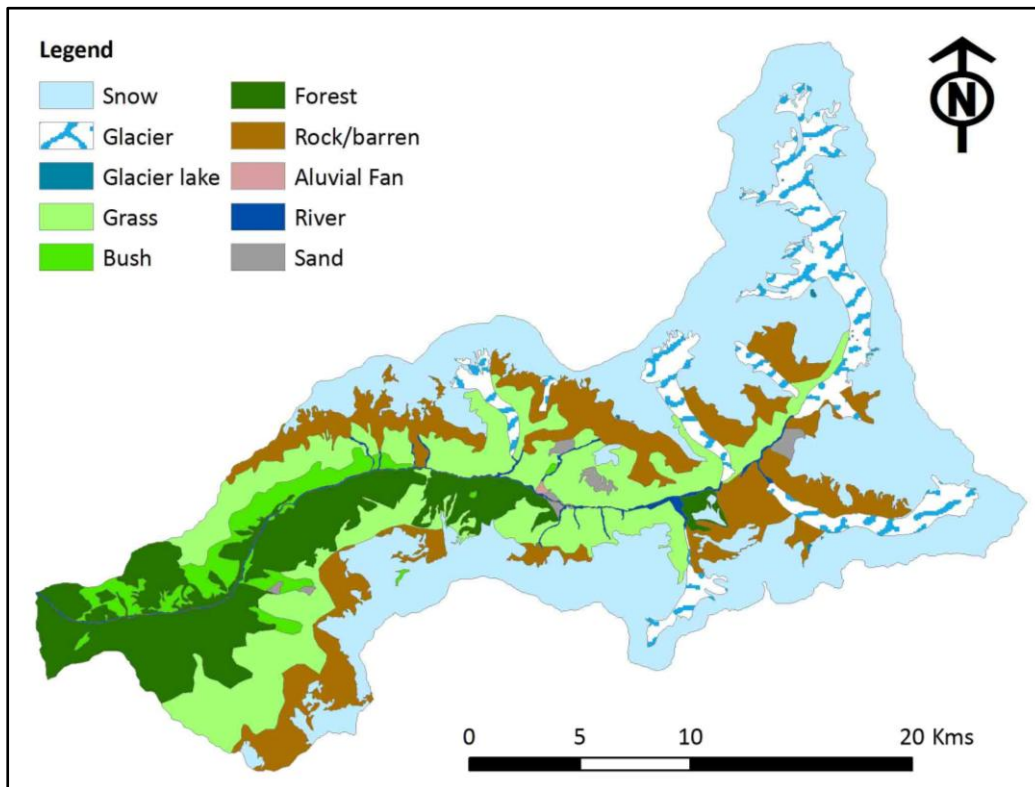 Legend
Snow
Glacier
Glacier lake
Grass
Bush
Forest
Rock/barren
Aluvial Fan
River
Sand
N
0 5 10 20 Kms